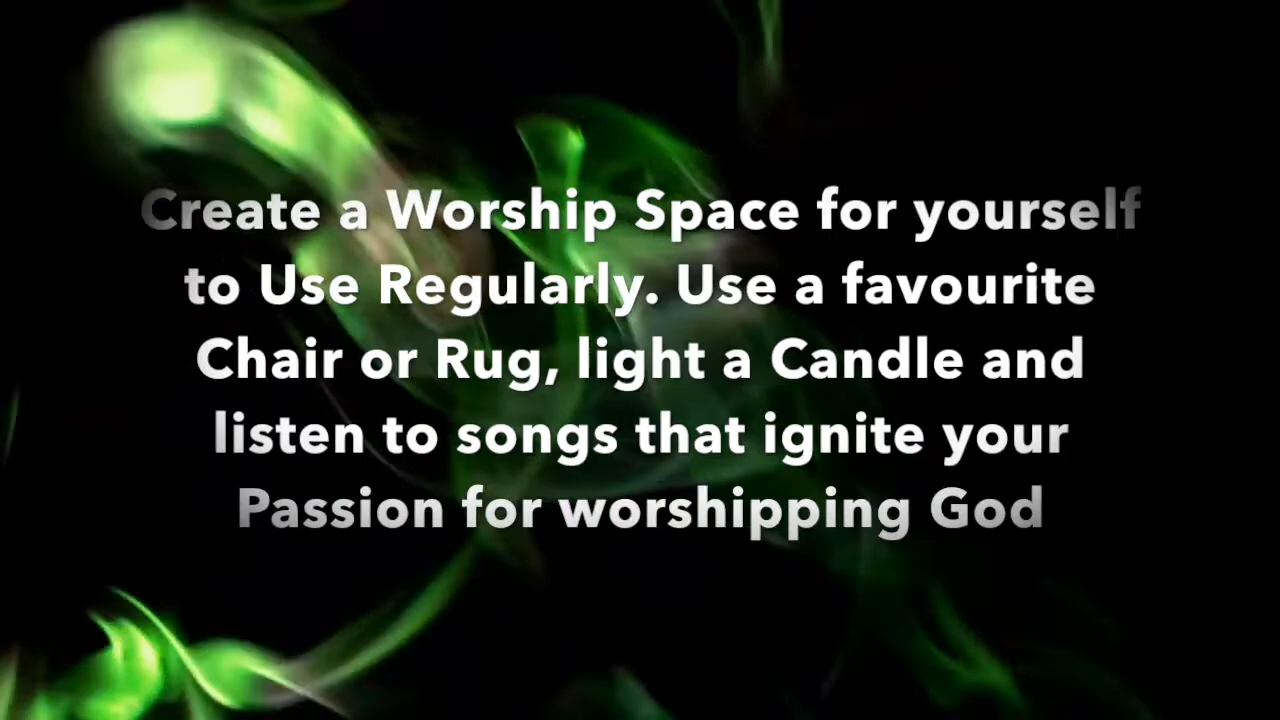 Create a Worship Space for yourself
to Use Regularly. Use a favourite
Chair or Rug, light a Candle and
listen to songs that ignite your
Passion for worshipping God